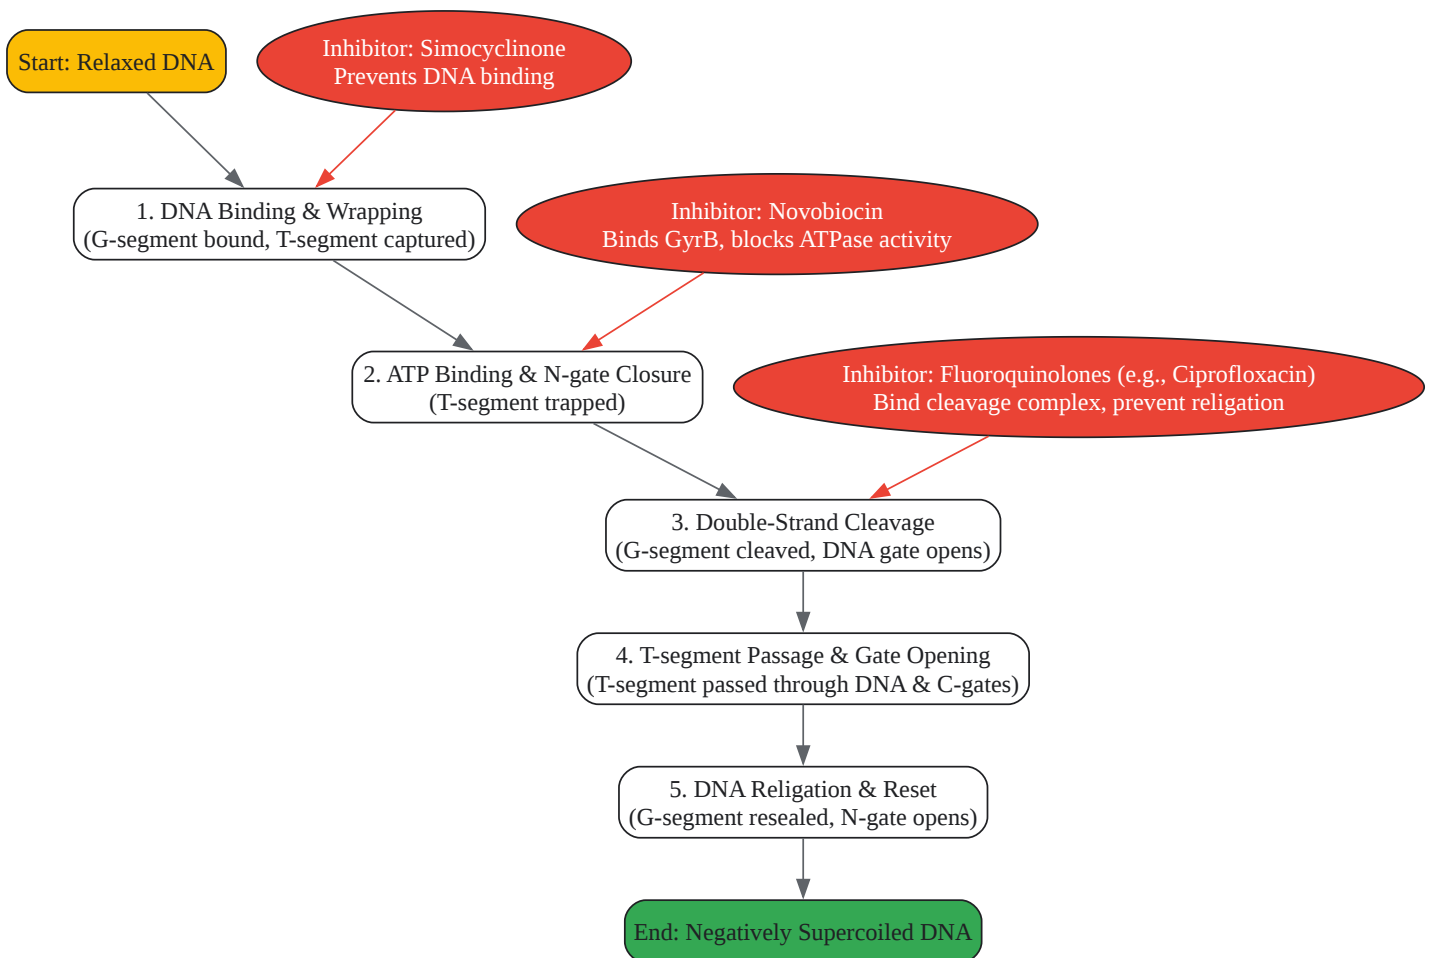 Start: Relaxed DNA
Inhibitor: Simocyclinone
Prevents DNA binding
1. DNA Binding & Wrapping
(G-segment bound, T-segment captured)
Inhibitor: Novobiocin
Binds GyrB, blocks ATPase activity
2. ATP Binding & N-gate Closure
(T-segment trapped)
Inhibitor: Fluoroquinolones (e.g., Ciprofloxacin)
Bind cleavage complex, prevent religation
3. Double-Strand Cleavage
(G-segment cleaved, DNA gate opens)
4. T-segment Passage & Gate Opening
(T-segment passed through DNA & C-gates)
5. DNA Religation & Reset
(G-segment resealed, N-gate opens)
End: Negatively Supercoiled DNA